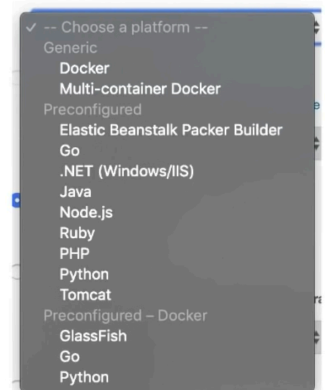 ✓ -- Choose a platform --
Generic
Docker
Multi-container Docker
Preconfigured
Elastic Beanstalk Packer Builder
Go
.NET (Windows/IIS)
Java
Node.js
Ruby
PHP
Python
Tomcat
Preconfigured – Docker
GlassFish
Go
Python